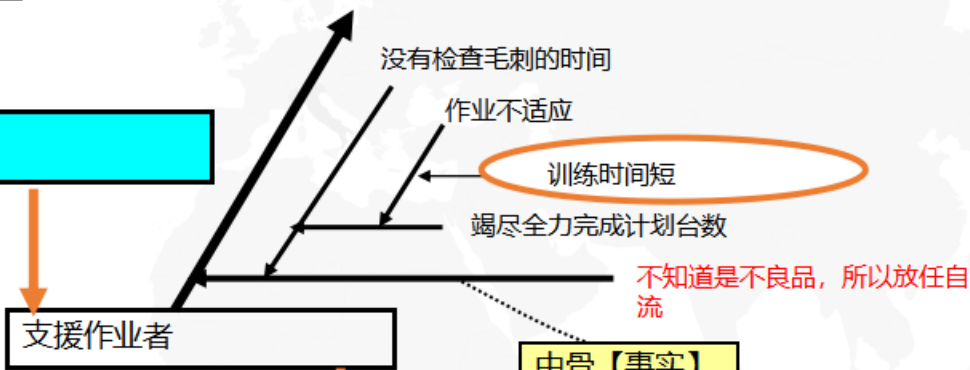 没有检查毛刺的时间
作业不适应
训练时间短
竭尽全力完成计划台数
不知道是不良品，所以放任自
流
支援作业者
中骨【事实】